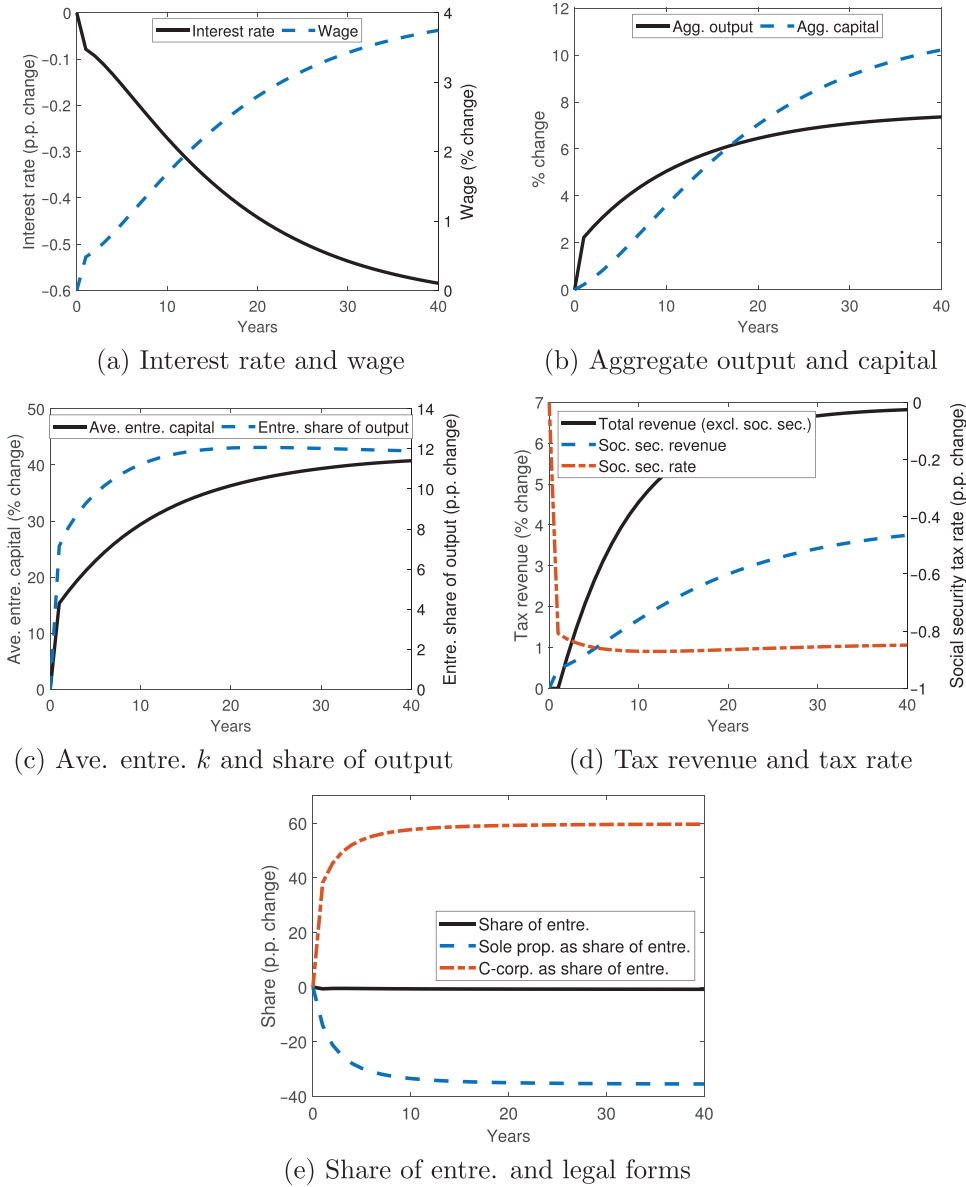 Interest rate
Wage
0
−0.1
−0.2
−0.3
−0.4
−0.5
−0.6
Interest rate (p.p. change)
4
3
2
1
0
Wage (% change)
0 10 20 30 40
Years
(a) Interest rate and wage
Agg. output
Agg. capital
12
10
8
6
4
2
0
% change
0 10 20 30 40
Years
(b) Aggregate output and capital
Ave. entre. capital
Entre. share of output
50
40
30
20
10
0
Ave. entre. capital (% change)
14
12
10
8
6
4
2
0
Entre. share of output (p.p. change)
0 10 20 30 40
Years
(c) Ave. entre. k and share of output
Total revenue (excl. soc. sec.)
Soc. sec. revenue
Soc. sec. rate
7
6
5
4
3
2
1
0
Tax revenue (% change)
0
−0.2
−0.4
−0.6
−0.8
−1
Social security tax rate (p.p. change)
0 10 20 30 40
Years
(d) Tax revenue and tax rate
60
40
20
0
−20
−40
Share (p.p. change)
Share of entre.
Sole prop. as share of entre.
C-corp. as share of entre.
0 10 20 30 40
Years
(e) Share of entre. and legal forms